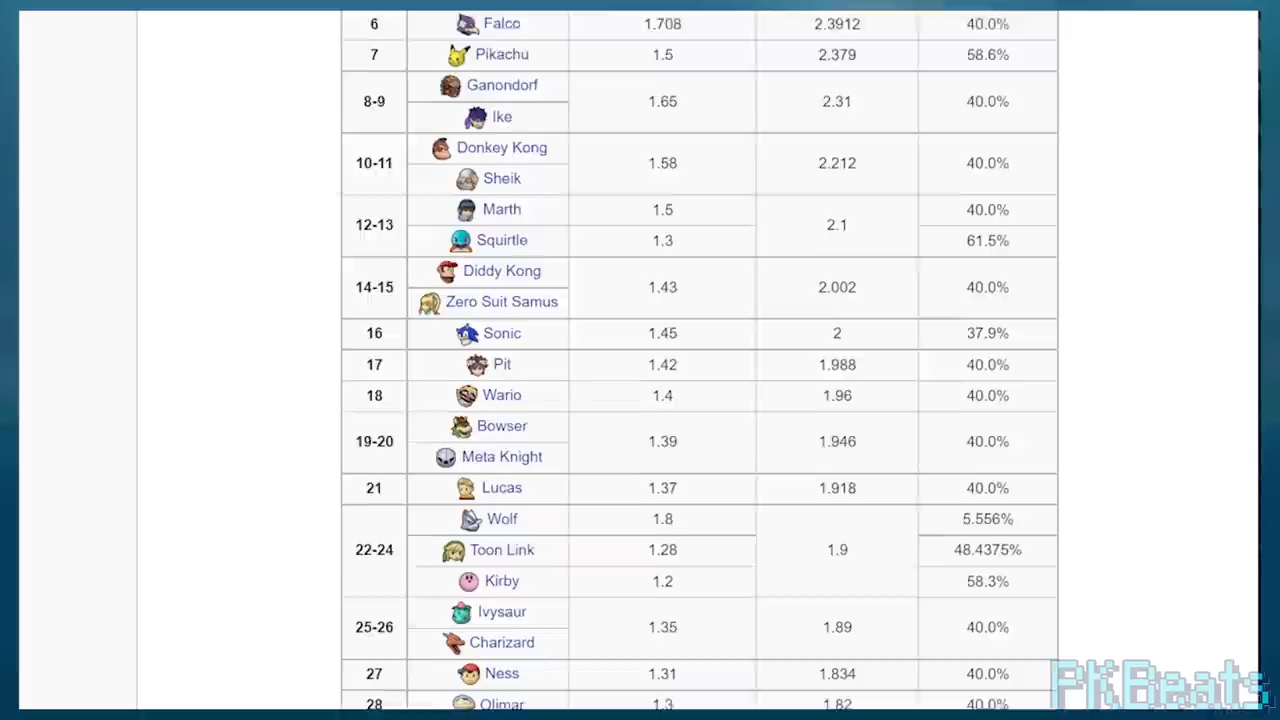 6 Falco 1.708 2.3912 40.0%
7 Pikachu 1.5 2.379 58.6%
8-9 Ganondorf 1.65 2.31 40.0%
Ike
10-11 Donkey Kong 1.58 2.212 40.0%
Sheik
12-13 Marth 1.5 2.1 40.0%
Squirtle 1.3 61.5%
14-15 Diddy Kong 1.43 2.002 40.0%
Zero Suit Samus
16 Sonic 1.45 2 37.9%
17 Pit 1.42 1.988 40.0%
18 Wario 1.4 1.96 40.0%
19-20 Bowser 1.39 1.946 40.0%
Meta Knight
21 Lucas 1.37 1.918 40.0%
22-24 Wolf 1.8 1.9 5.556%
Toon Link 1.28 48.4375%
Kirby 1.2 58.3%
25-26 Ivysaur 1.35 1.89 40.0%
Charizard
27 Ness 1.31 1.834 40.0%
28 Olimar 1.3 1.82 40.0%
PKBeats